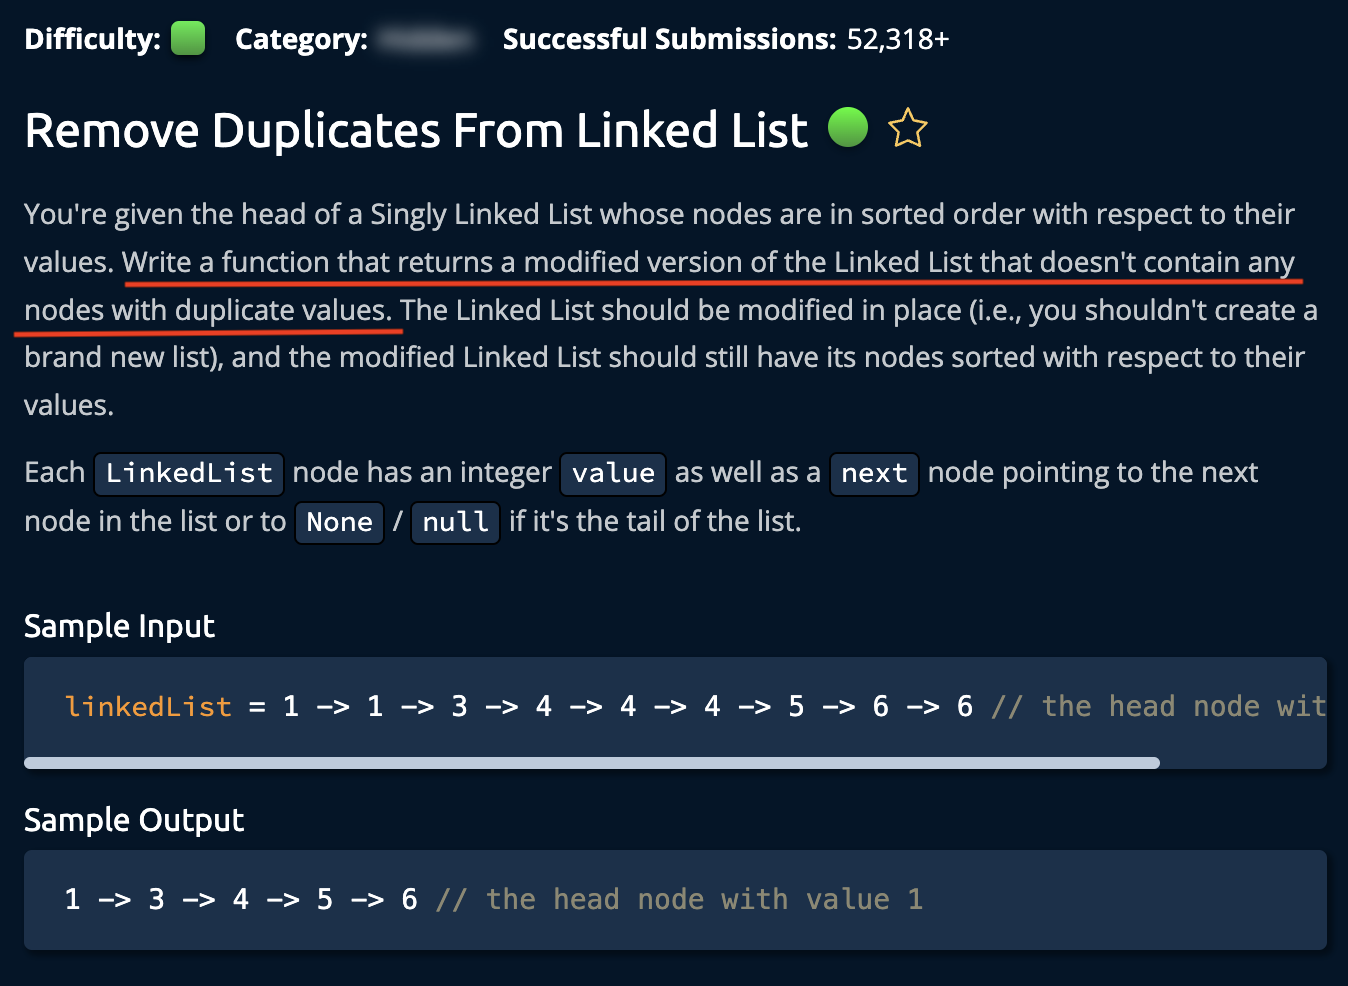 Difficulty: Category: Successful Submissions: 52,318+
Remove Duplicates From Linked List
You're given the head of a Singly Linked List whose nodes are in sorted order with respect to their
values. Write a function that returns a modified version of the Linked List that doesn't contain any
nodes with duplicate values. The Linked List should be modified in place (i.e., you shouldn't create a
brand new list), and the modified Linked List should still have its nodes sorted with respect to their
values.
Each LinkedList node has an integer value as well as a next node pointing to the next
node in the list or to None / null if it's the tail of the list.
Sample Input
linkedList = 1 -> 1 -> 3 -> 4 -> 4 -> 4 -> 5 -> 6 -> 6 // the head node wit
Sample Output
1 -> 3 -> 4 -> 5 -> 6 // the head node with value 1